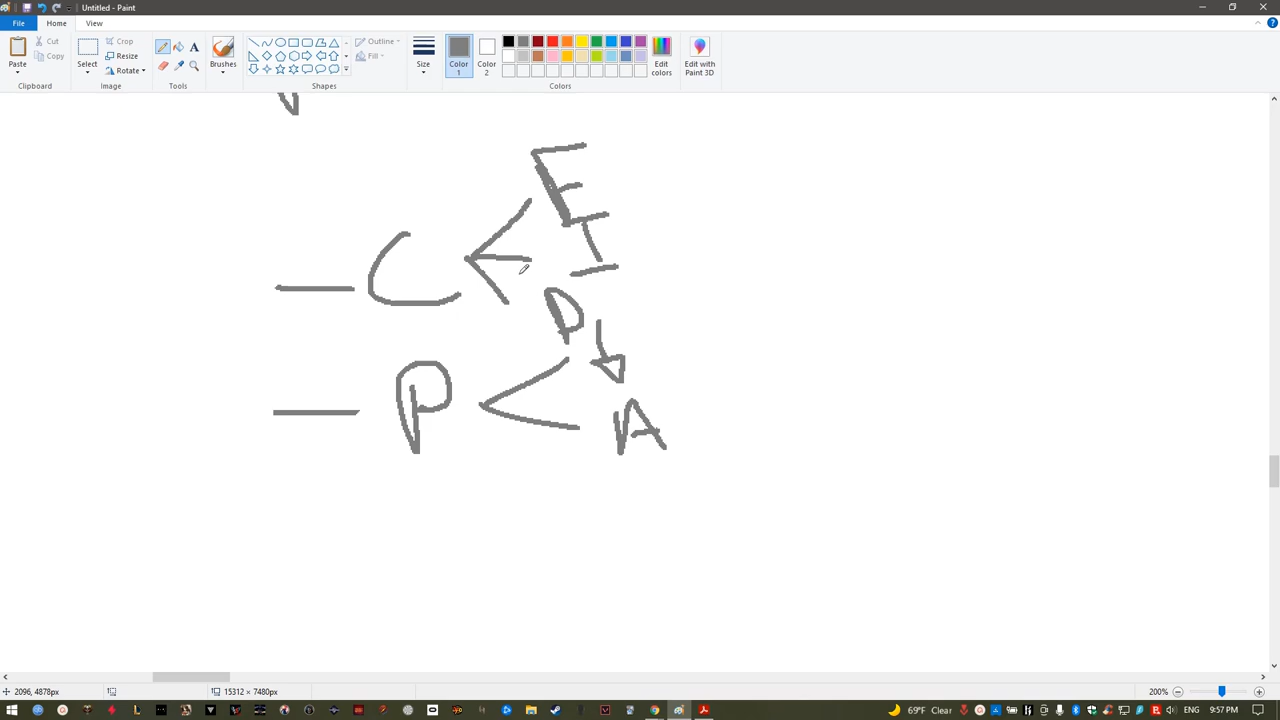 Untitled - Paint
File
Home
View
Paste
Cut
Copy
Clipboard
Select
Crop
Resize
Rotate
Image
A
Tools
Brushes
Outline
Fill
Shapes
Size
Color 1
Color 2
Edit colors
Edit with Paint 3D
Colors
E
I
C
D
P
A
2096, 4878px
15312 × 7480px
200%
69°F Clear
ENG
9:57 PM